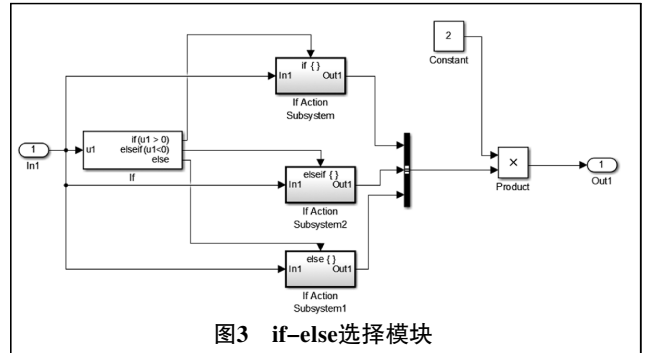 2
Constant
if { }
In1 Out1
If Action
Subsystem
1
In1
u1
if(u1 > 0)
elseif(u1<0)
else
If
elseif { }
In1 Out1
If Action
Subsystem2
×
Product
1
Out1
else { }
In1 Out1
If Action
Subsystem1
图3 if-else选择模块